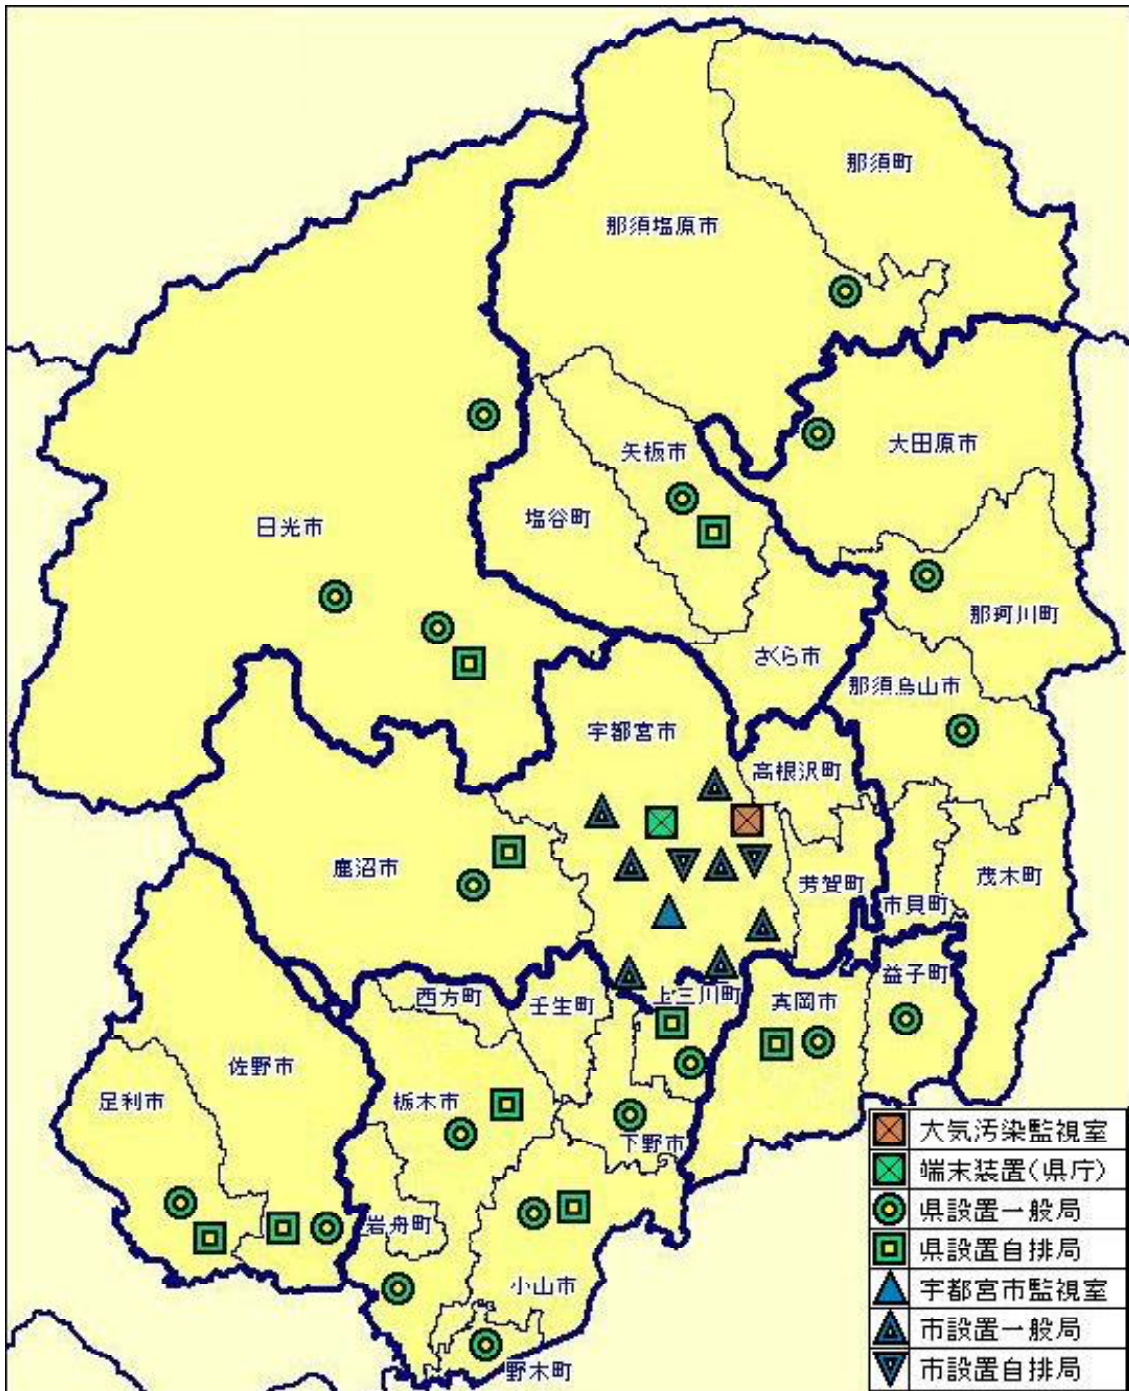 那須町
那須塩原市
大田原市
矢板市
塩谷町
日光市
那珂川町
さくら市
那須烏山市
宇都宮市
高根沢町
鹿沼市
茂木町
芳賀町
市貝町
益子町
西方町
壬生町
上三川町
真岡市
佐野市
足利市
栃木市
下野市
岩舟町
小山市
野木町
大気汚染監視室
端末装置(県庁)
県設置一般局
県設置自排局
宇都宮市監視室
市設置一般局
市設置自排局